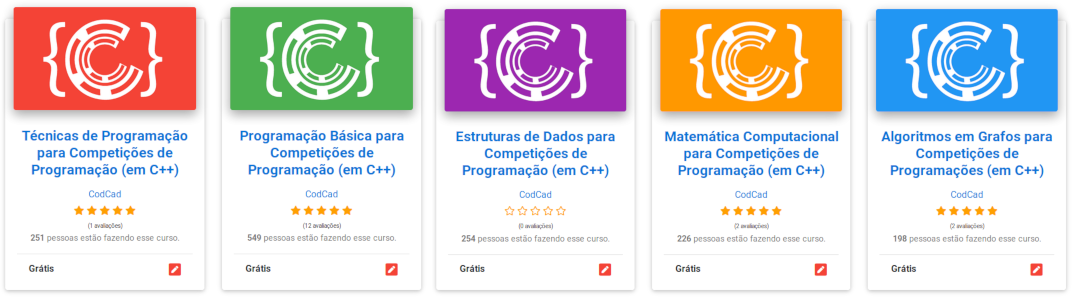 Técnicas de Programação
para Competições de
Programação (em C++)
CodCad
(1 avaliações)
251 pessoas estão fazendo esse curso.
Grátis
Programação Básica para
Competições de
Programação (em C++)
CodCad
(12 avaliações)
549 pessoas estão fazendo esse curso.
Grátis
Estruturas de Dados para
Competições de
Programação (em C++)
CodCad
(0 avaliações)
254 pessoas estão fazendo esse curso.
Grátis
Matemática Computacional
para Competições de
Programação (em C++)
CodCad
(2 avaliações)
226 pessoas estão fazendo esse curso.
Grátis
Algoritmos em Grafos para
Competições de
Programações (em C++)
CodCad
(2 avaliações)
198 pessoas estão fazendo esse curso.
Grátis